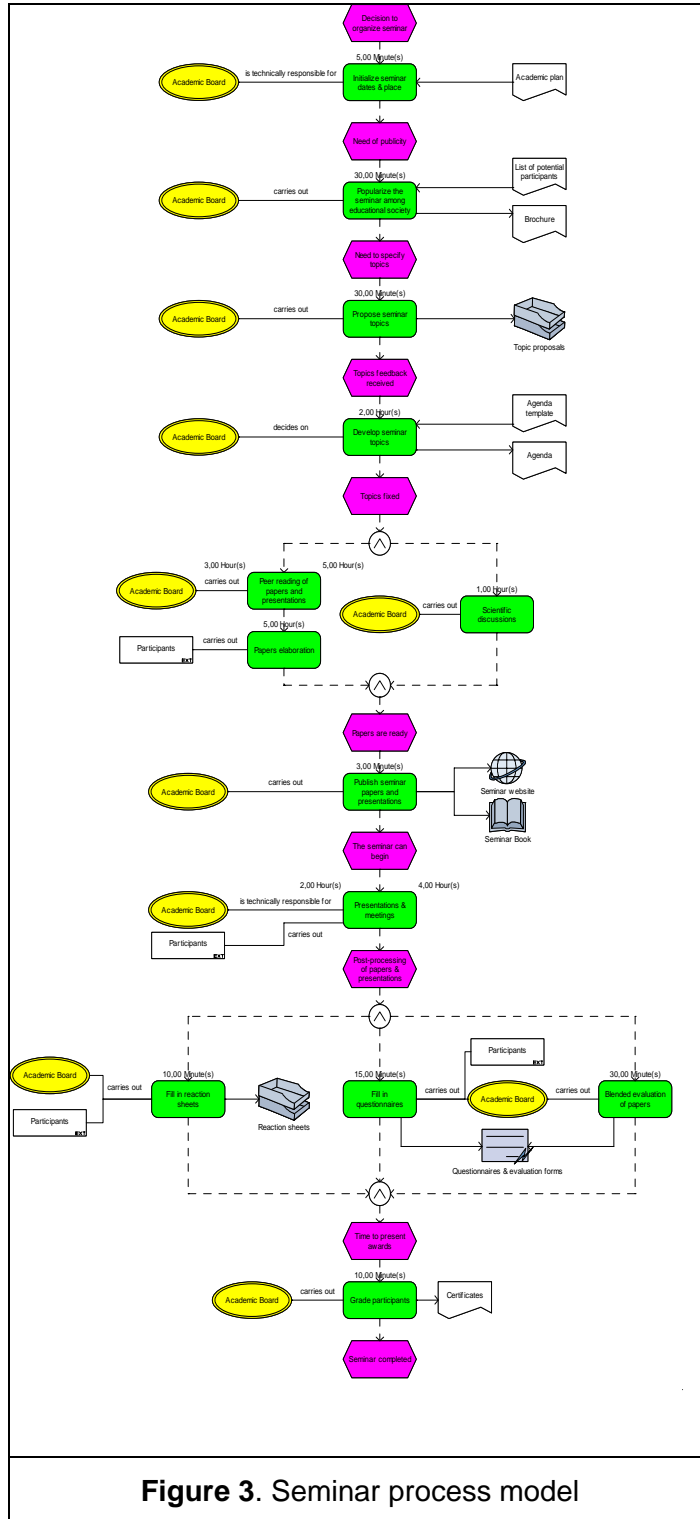 Decision to
organize seminar
5,00 Minute(s)
Academic Board
is technically responsible for
Initialize seminar
dates & place
Academic plan
Need of publicity
30,00 Minute(s)
Academic Board
carries out
Popularize the
seminar among
educational society
List of potential
participants
Brochure
Need to specify
topics
30,00 Minute(s)
Academic Board
carries out
Propose seminar
topics
Topic proposals
Topics feedback
received
2,00 Hour(s)
Academic Board
decides on
Develop seminar
topics
Agenda
template
Agenda
Topics fixed
3,00 Hour(s)
5,00 Hour(s)
Academic Board
carries out
Peer reading of
papers and
presentations
1,00 Hour(s)
Academic Board
carries out
Scientific
discussions
5,00 Hour(s)
Participants
EXT
carries out
Papers elaboration
Papers are ready
3,00 Minute(s)
Academic Board
carries out
Publish seminar
papers and
presentations
Seminar website
Seminar Book
The seminar can
begin
2,00 Hour(s)
4,00 Hour(s)
Academic Board
is technically responsible for
Presentations &
meetings
Participants
EXT
carries out
Post-processing
of papers &
presentations
10,00 Minute(s)
Academic Board
Participants
EXT
carries out
Fill in reaction
sheets
Reaction sheets
15,00 Minute(s)
Fill in
questionnaires
carries out
Participants
EXT
Academic Board
carries out
30,00 Minute(s)
Blended evaluation
of papers
Questionnaires & evaluation forms
Time to present
awards
10,00 Minute(s)
Academic Board
carries out
Grade participants
Certificates
Seminar completed
Figure 3. Seminar process model